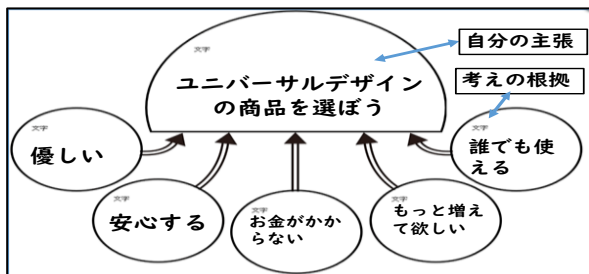 文字
ユニバーサルデザイン
の商品を選ぼう
自分の主張
考えの根拠
文字
優しい
文字
安心する
文字
お金がかか
らない
文字
もっと増え
て欲しい
文字
誰でも使
える